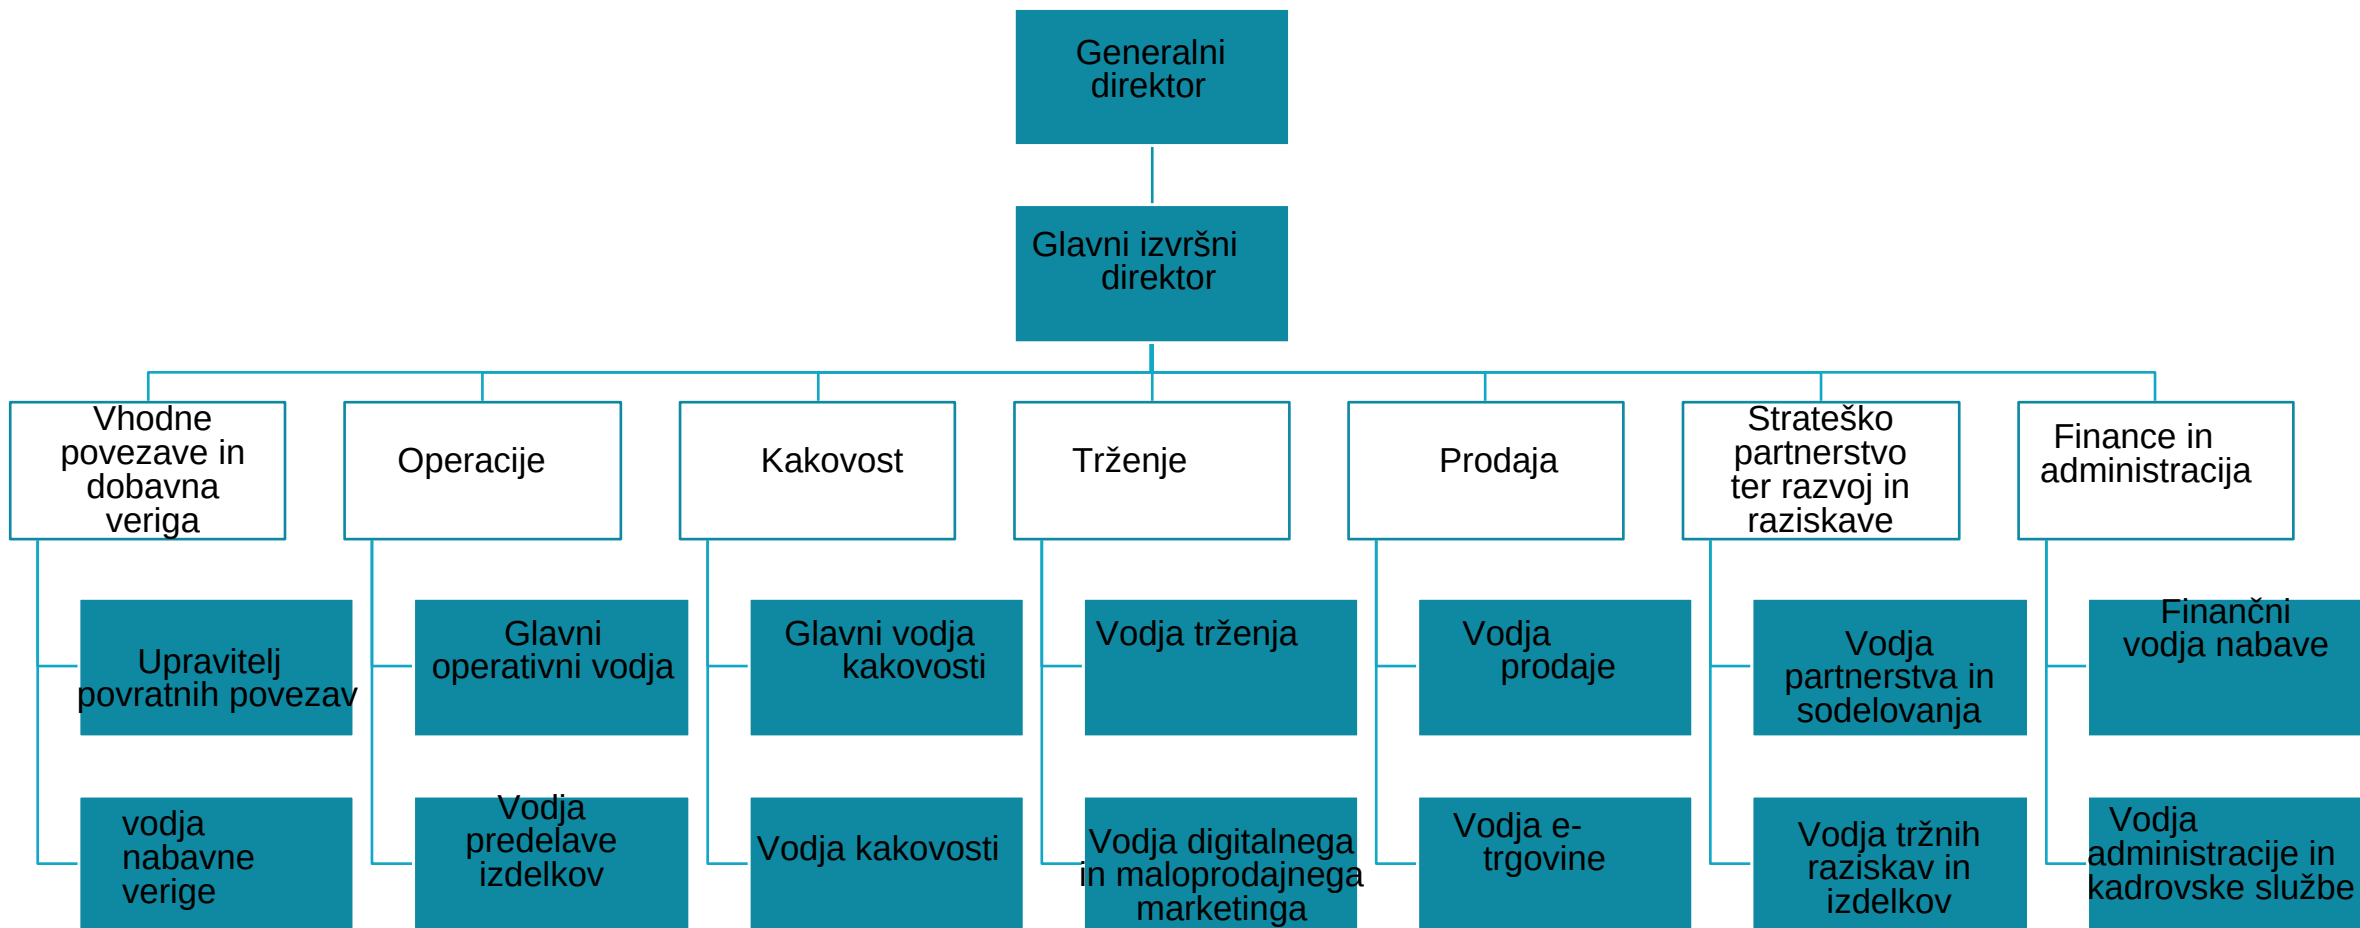 Generalni
direktor
Glavni izvršni
direktor
Vhodne
povezave in
dobavna
veriga
Operacije
Kakovost
Trženje
Prodaja
Strateško
partnerstvo
ter razvoj in
raziskave
Finance in
administracija
Upravitelj
povratnih povezav
Glavni
operativni vodja
Glavni vodja
kakovosti
Vodja trženja
Vodja
prodaje
Vodja
partnerstva in
sodelovanja
Finančni
vodja nabave
vodja
nabavne
verige
Vodja
predelave
izdelkov
Vodja kakovosti
Vodja digitalnega
in maloprodajnega
marketinga
Vodja e-
trgovine
Vodja tržnih
raziskav in
izdelkov
Vodja
administracije in
kadrovske službe